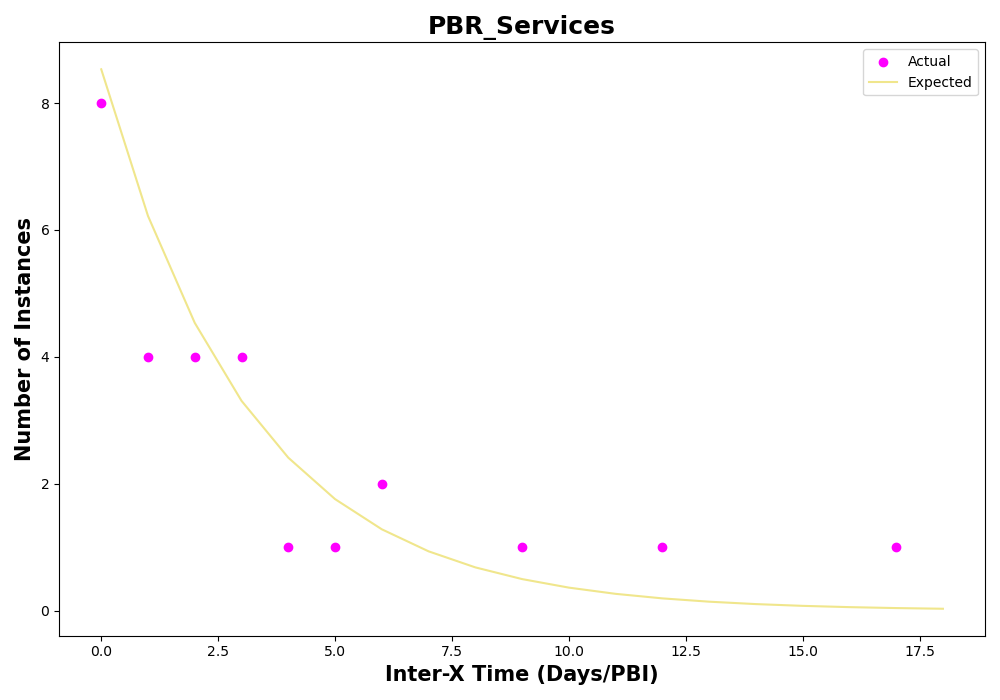 PBR_Services
Actual
Expected
Number of Instances
8
6
4
2
0
0.0 2.5 5.0 7.5 10.0 12.5 15.0 17.5
Inter-X Time (Days/PBI)